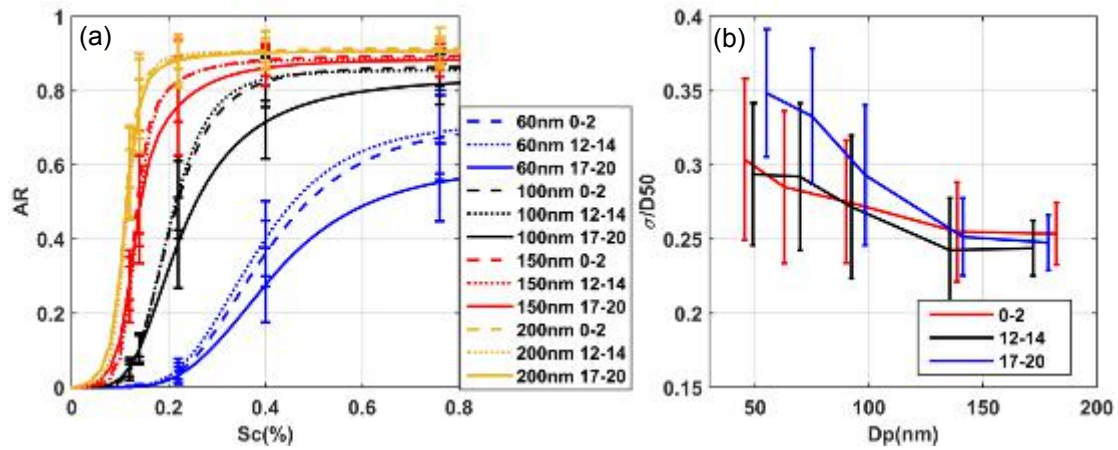 (a)
1
0.8
0.6
0.4
0.2
0
AR
0 0.2 0.4 0.6 0.8
Sc(%)
60nm 0-2
60nm 12-14
60nm 17-20
100nm 0-2
100nm 12-14
100nm 17-20
150nm 0-2
150nm 12-14
150nm 17-20
200nm 0-2
200nm 12-14
200nm 17-20
(b)
0.4
0.35
0.3
0.25
0.2
0.15
σ/D50
50 100 150 200
Dp(nm)
0-2
12-14
17-20